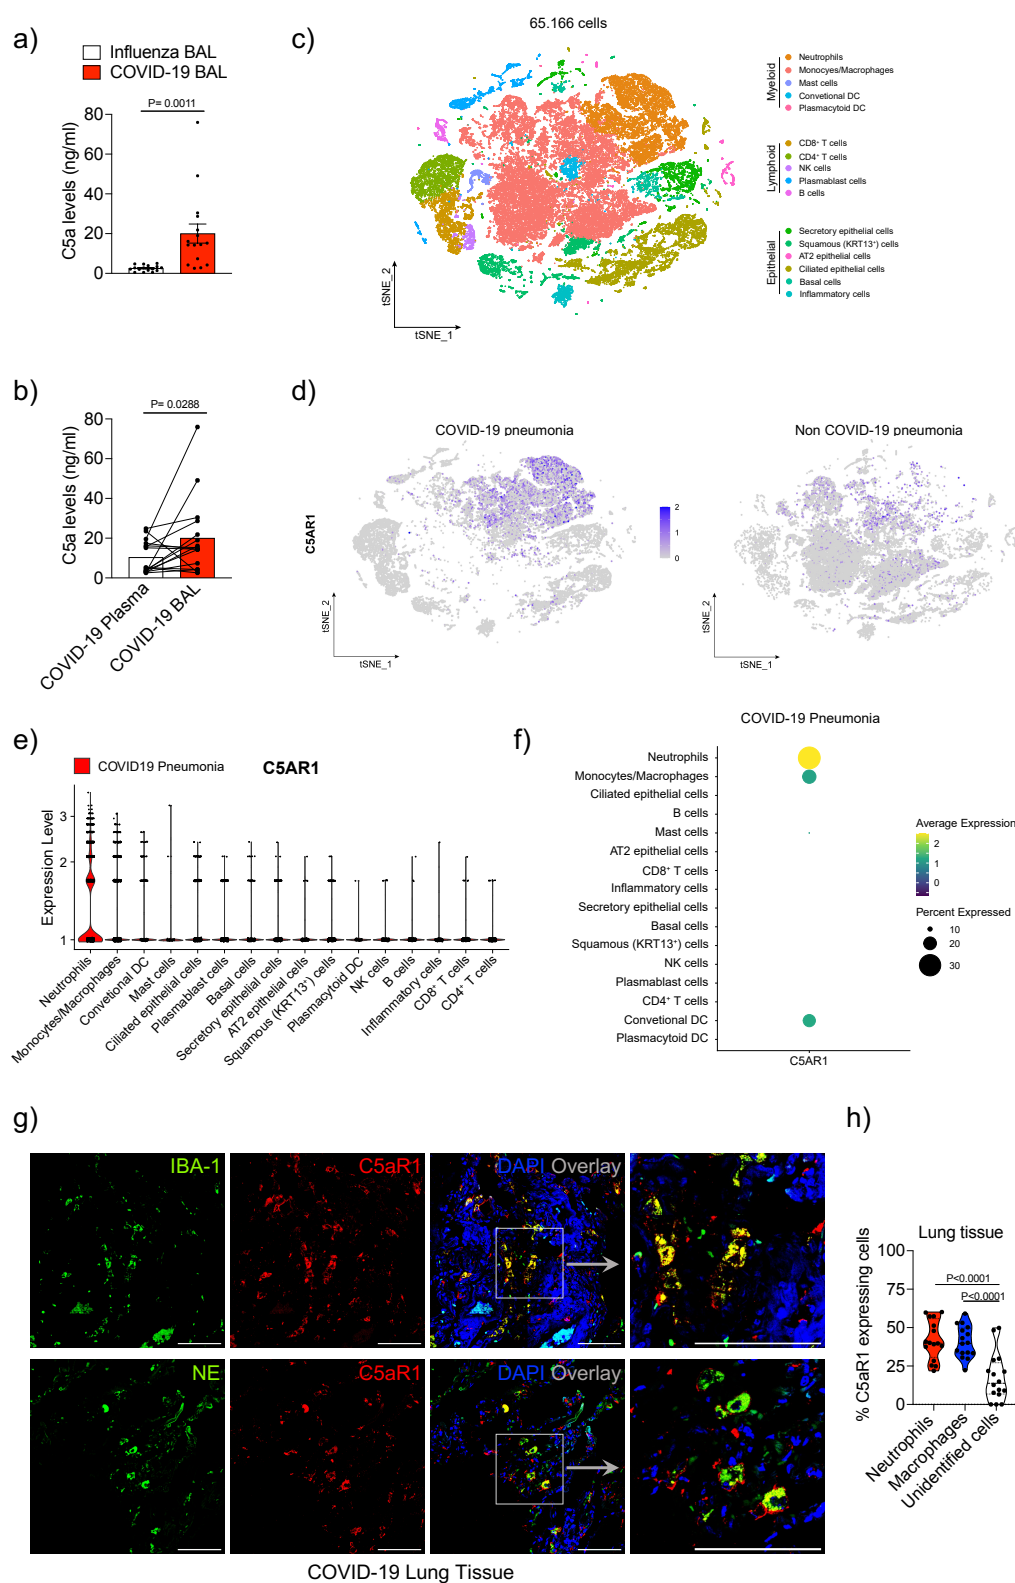 a)
Influenza BAL
COVID-19 BAL
P= 0.0011
C5a levels (ng/ml)
80
60
40
20
0
c)
65.166 cells
tSNE_2
tSNE_1
Myeloid
Neutrophils
Monocyes/Macrophages
Mast cells
Convetional DC
Plasmacytoid DC
Lymphoid
CD8⁺ T cells
CD4⁺ T cells
NK cells
Plasmablast cells
B cells
Epithelial
Secretory epithelial cells
Squamous (KRT13⁺) cells
AT2 epithelial cells
Ciliated epithelial cells
Basal cells
Inflammatory cells
b)
P= 0.0288
C5a levels (ng/ml)
80
60
40
20
0
COVID-19 Plasma
COVID-19 BAL
d)
COVID-19 pneumonia
Non COVID-19 pneumonia
C5AR1
2
1
0
tSNE_2
tSNE_1
tSNE_2
tSNE_1
e)
COVID19 Pneumonia
C5AR1
Expression Level
3
2
1
Neutrophils
Monocytes/Macrophages
Convetional DC
Mast cells
Ciliated epithelial cells
Plasmablast cells
Basal cells
Secretory epithelial cells
AT2 epithelial cells
Squamous (KRT13⁺) cells
Plasmacytoid DC
NK cells
B cells
Inflammatory cells
CD8⁺ T cells
CD4⁺ T cells
f)
COVID-19 Pneumonia
Neutrophils
Monocytes/Macrophages
Ciliated epithelial cells
B cells
Mast cells
AT2 epithelial cells
CD8⁺ T cells
Inflammatory cells
Secretory epithelial cells
Basal cells
Squamous (KRT13⁺) cells
NK cells
Plasmablast cells
CD4⁺ T cells
Convetional DC
Plasmacytoid DC
C5AR1
Average Expression
2
1
0
Percent Expressed
10
20
30
g)
IBA-1
C5aR1
DAPI Overlay
NE
C5aR1
DAPI Overlay
COVID-19 Lung Tissue
h)
Lung tissue
P<0.0001
P<0.0001
% C5aR1 expressing cells
100
75
50
25
0
Neutrophils
Macrophages
Unidentified cells